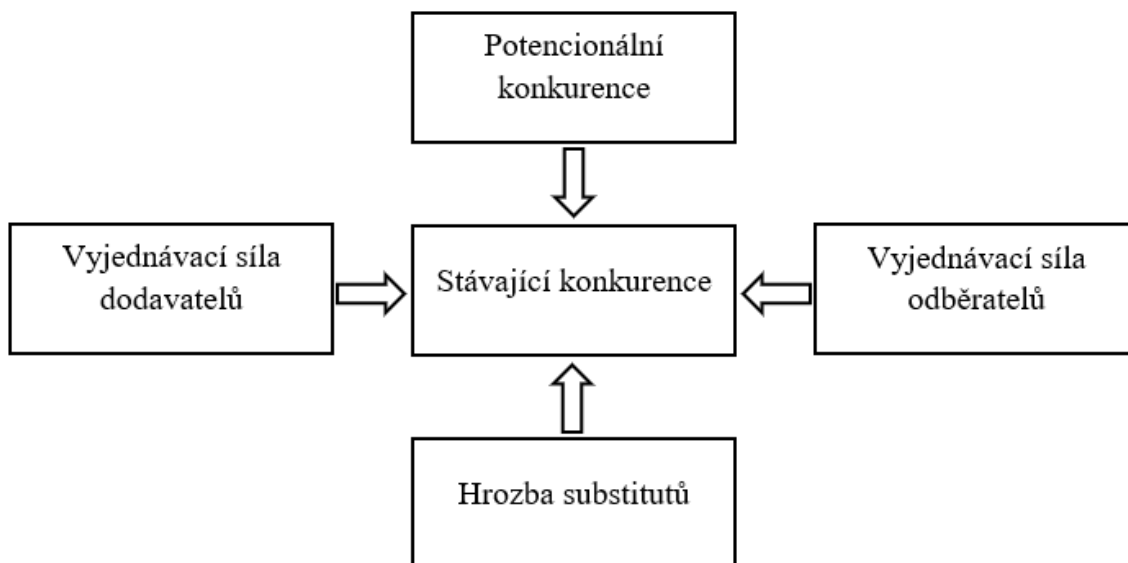 Potencionální
konkurence
Vyjednávací síla
dodavatelů
Stávající konkurence
Vyjednávací síla
odběratelů
Hrozba substitutů